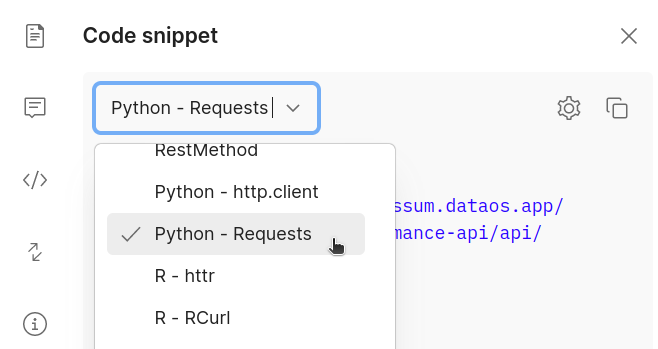 Code snippet
Python - Requests
RestMethod
Python - http.client
ssum.dataos.app/
Python - Requests
mance-api/api/
R - httr
R - RCurl